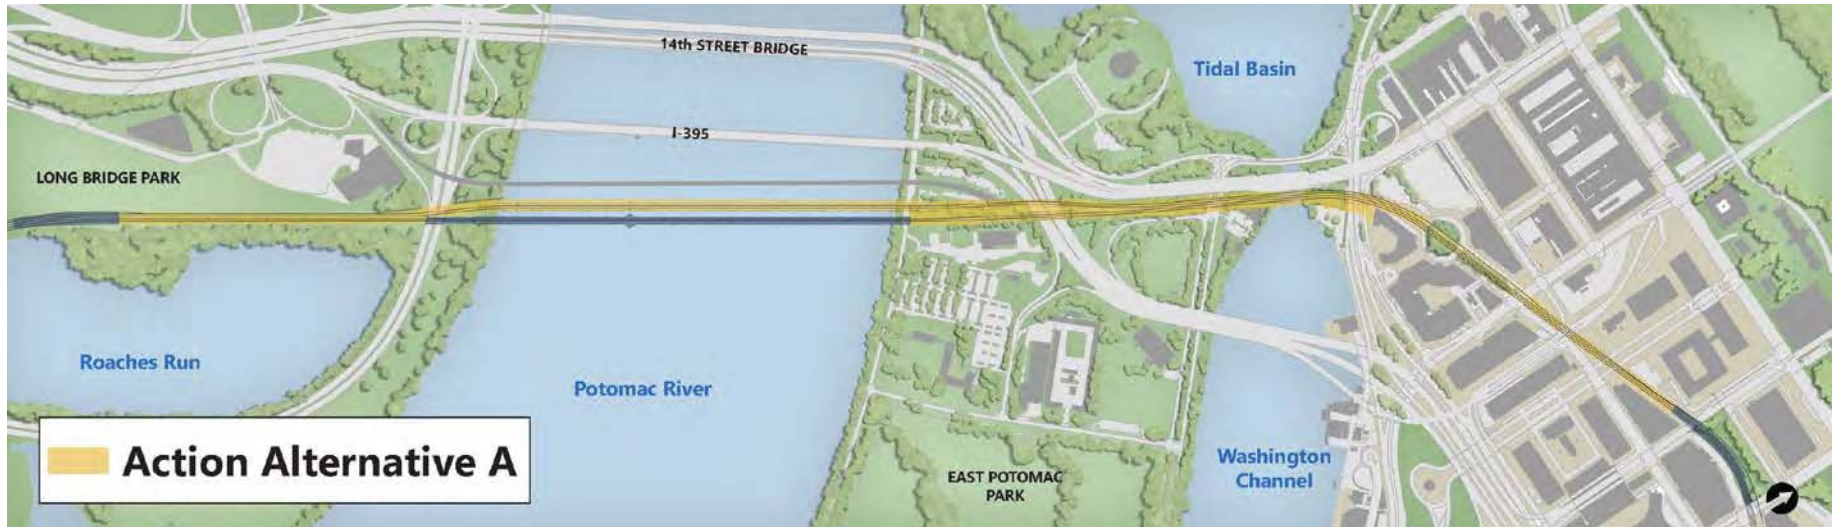 14th STREET BRIDGE
Tidal Basin
I-395
LONG BRIDGE PARK
Roaches Run
Potomac River
Washington
Channel
EAST POTOMAC
PARK
Action Alternative A